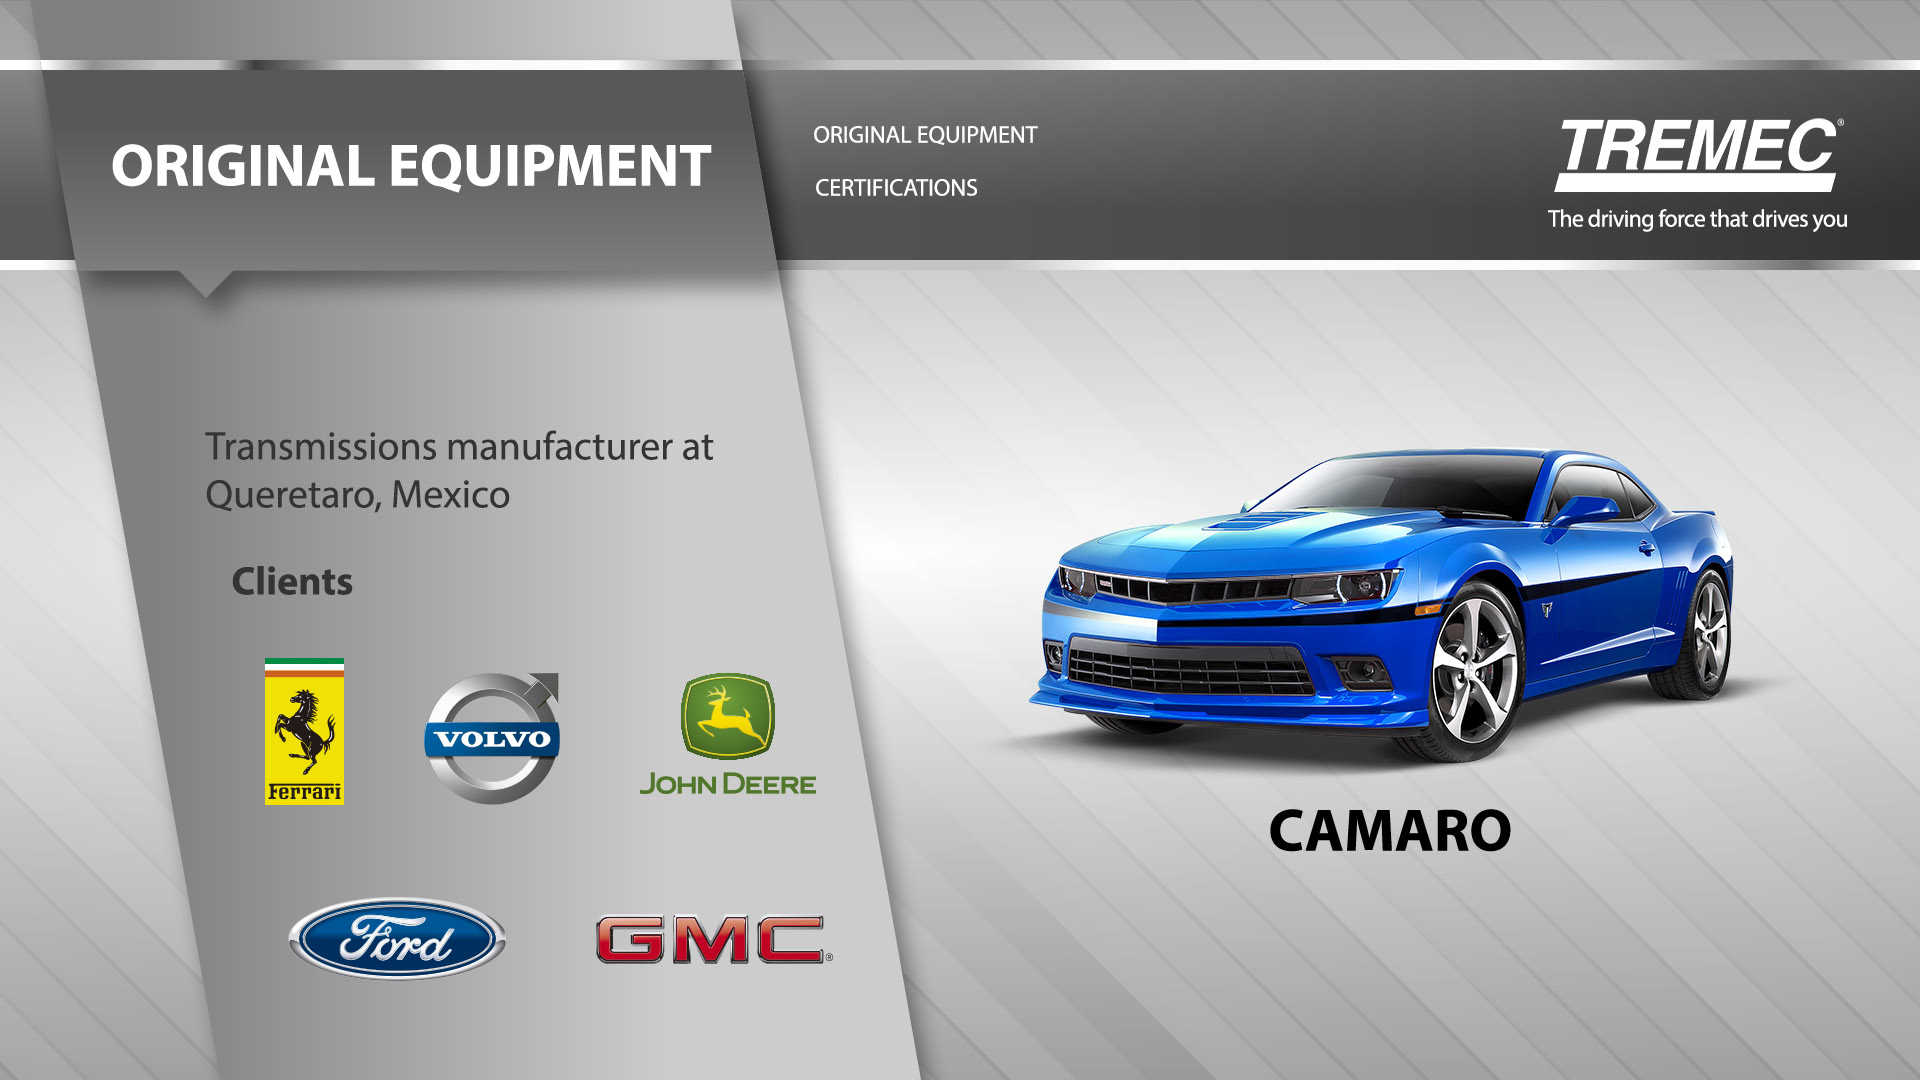 ORIGINAL EQUIPMENT
ORIGINAL EQUIPMENT
CERTIFICATIONS
TREMEC®
The driving force that drives you
Transmissions manufacturer at
Queretaro, Mexico
Clients
Ferrari
VOLVO
JOHN DEERE
Ford
GMC®
CAMARO